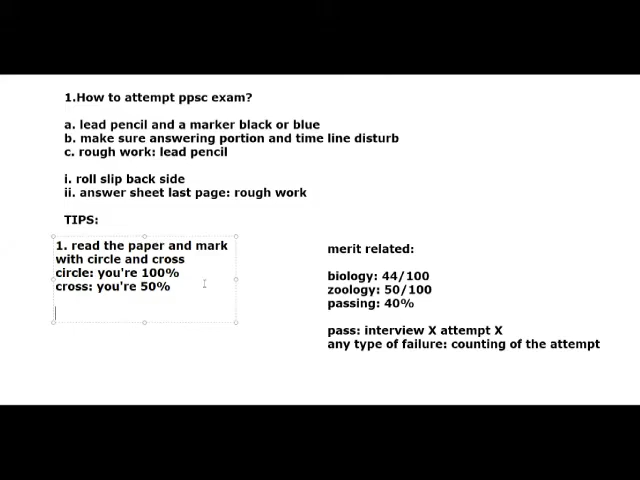 1.How to attempt ppsc exam?
a. lead pencil and a marker black or blue
b. make sure answering portion and time line disturb
c. rough work: lead pencil
i. roll slip back side
ii. answer sheet last page: rough work
TIPS:
1. read the paper and mark
with circle and cross
circle: you're 100%
cross: you're 50%
merit related:
biology: 44/100
zoology: 50/100
passing: 40%
pass: interview X attempt X
any type of failure: counting of the attempt